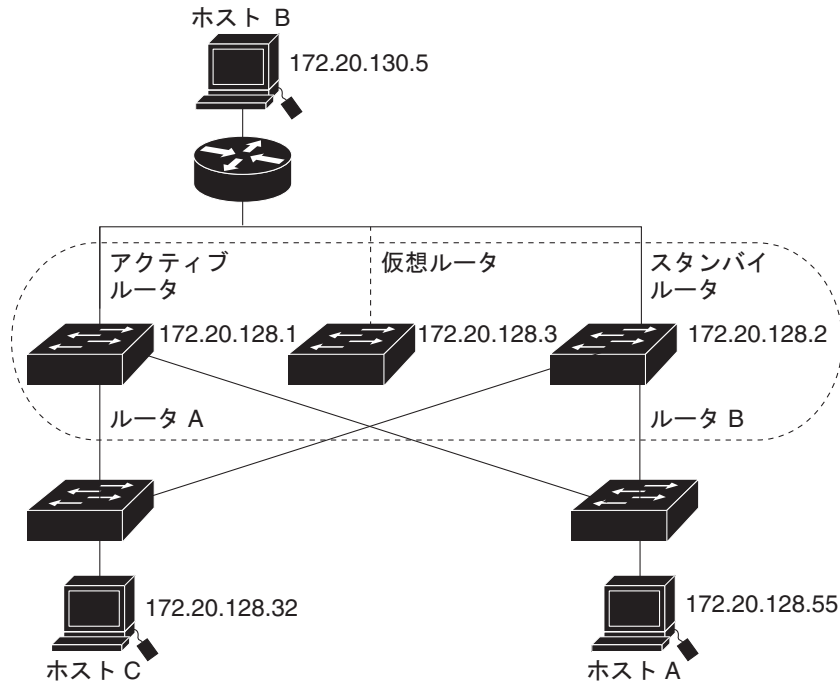 ホスト B
172.20.130.5
アクティブ
ルータ
仮想ルータ
スタンバイ
ルータ
172.20.128.1
172.20.128.3
172.20.128.2
ルータ A
ルータ B
172.20.128.32
172.20.128.55
ホスト C
ホスト A